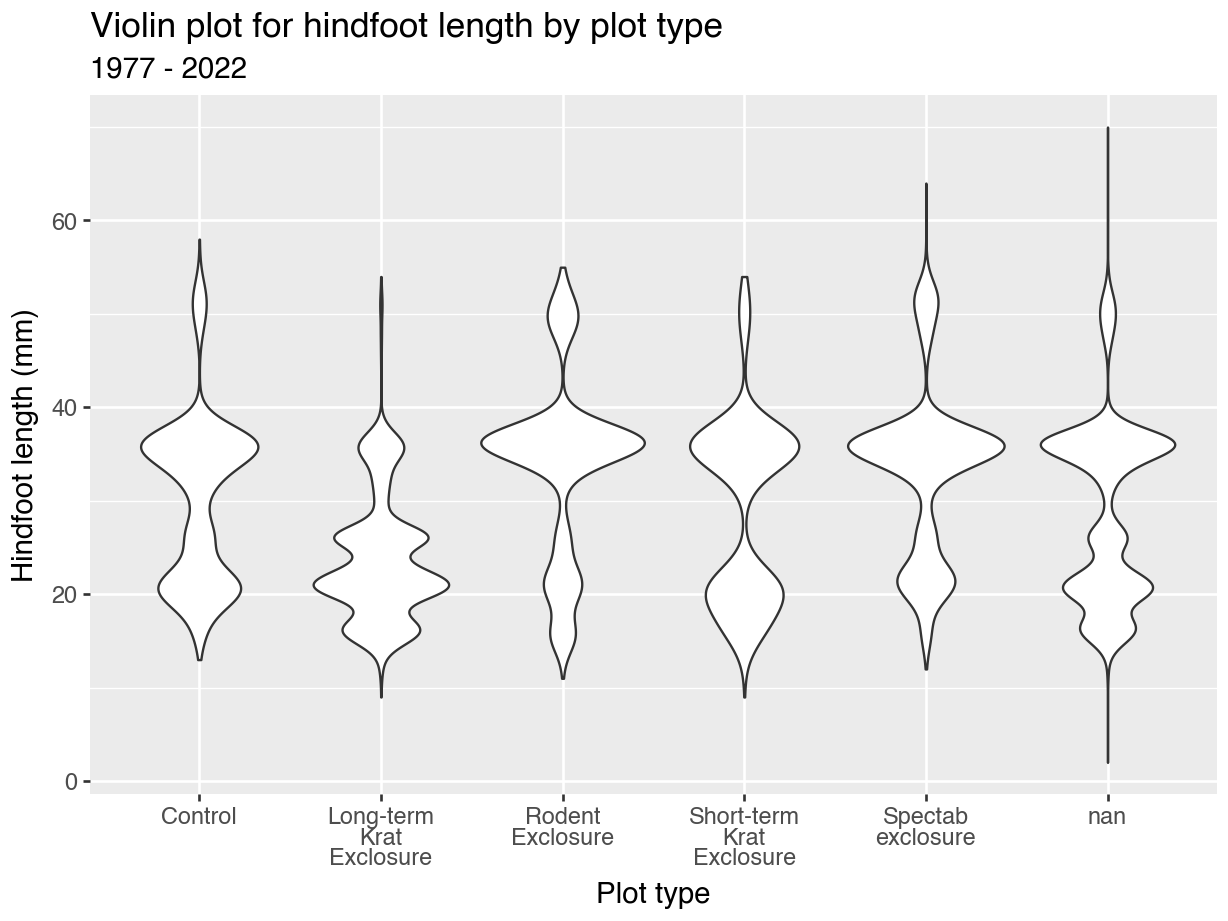 Violin plot for hindfoot length by plot type
1977 - 2022
Hindfoot length (mm)
60
40
20
0
Control
Long-term
Krat
Exclosure
Rodent
Exclosure
Short-term
Krat
Exclosure
Spectab
exclosure
nan
Plot type